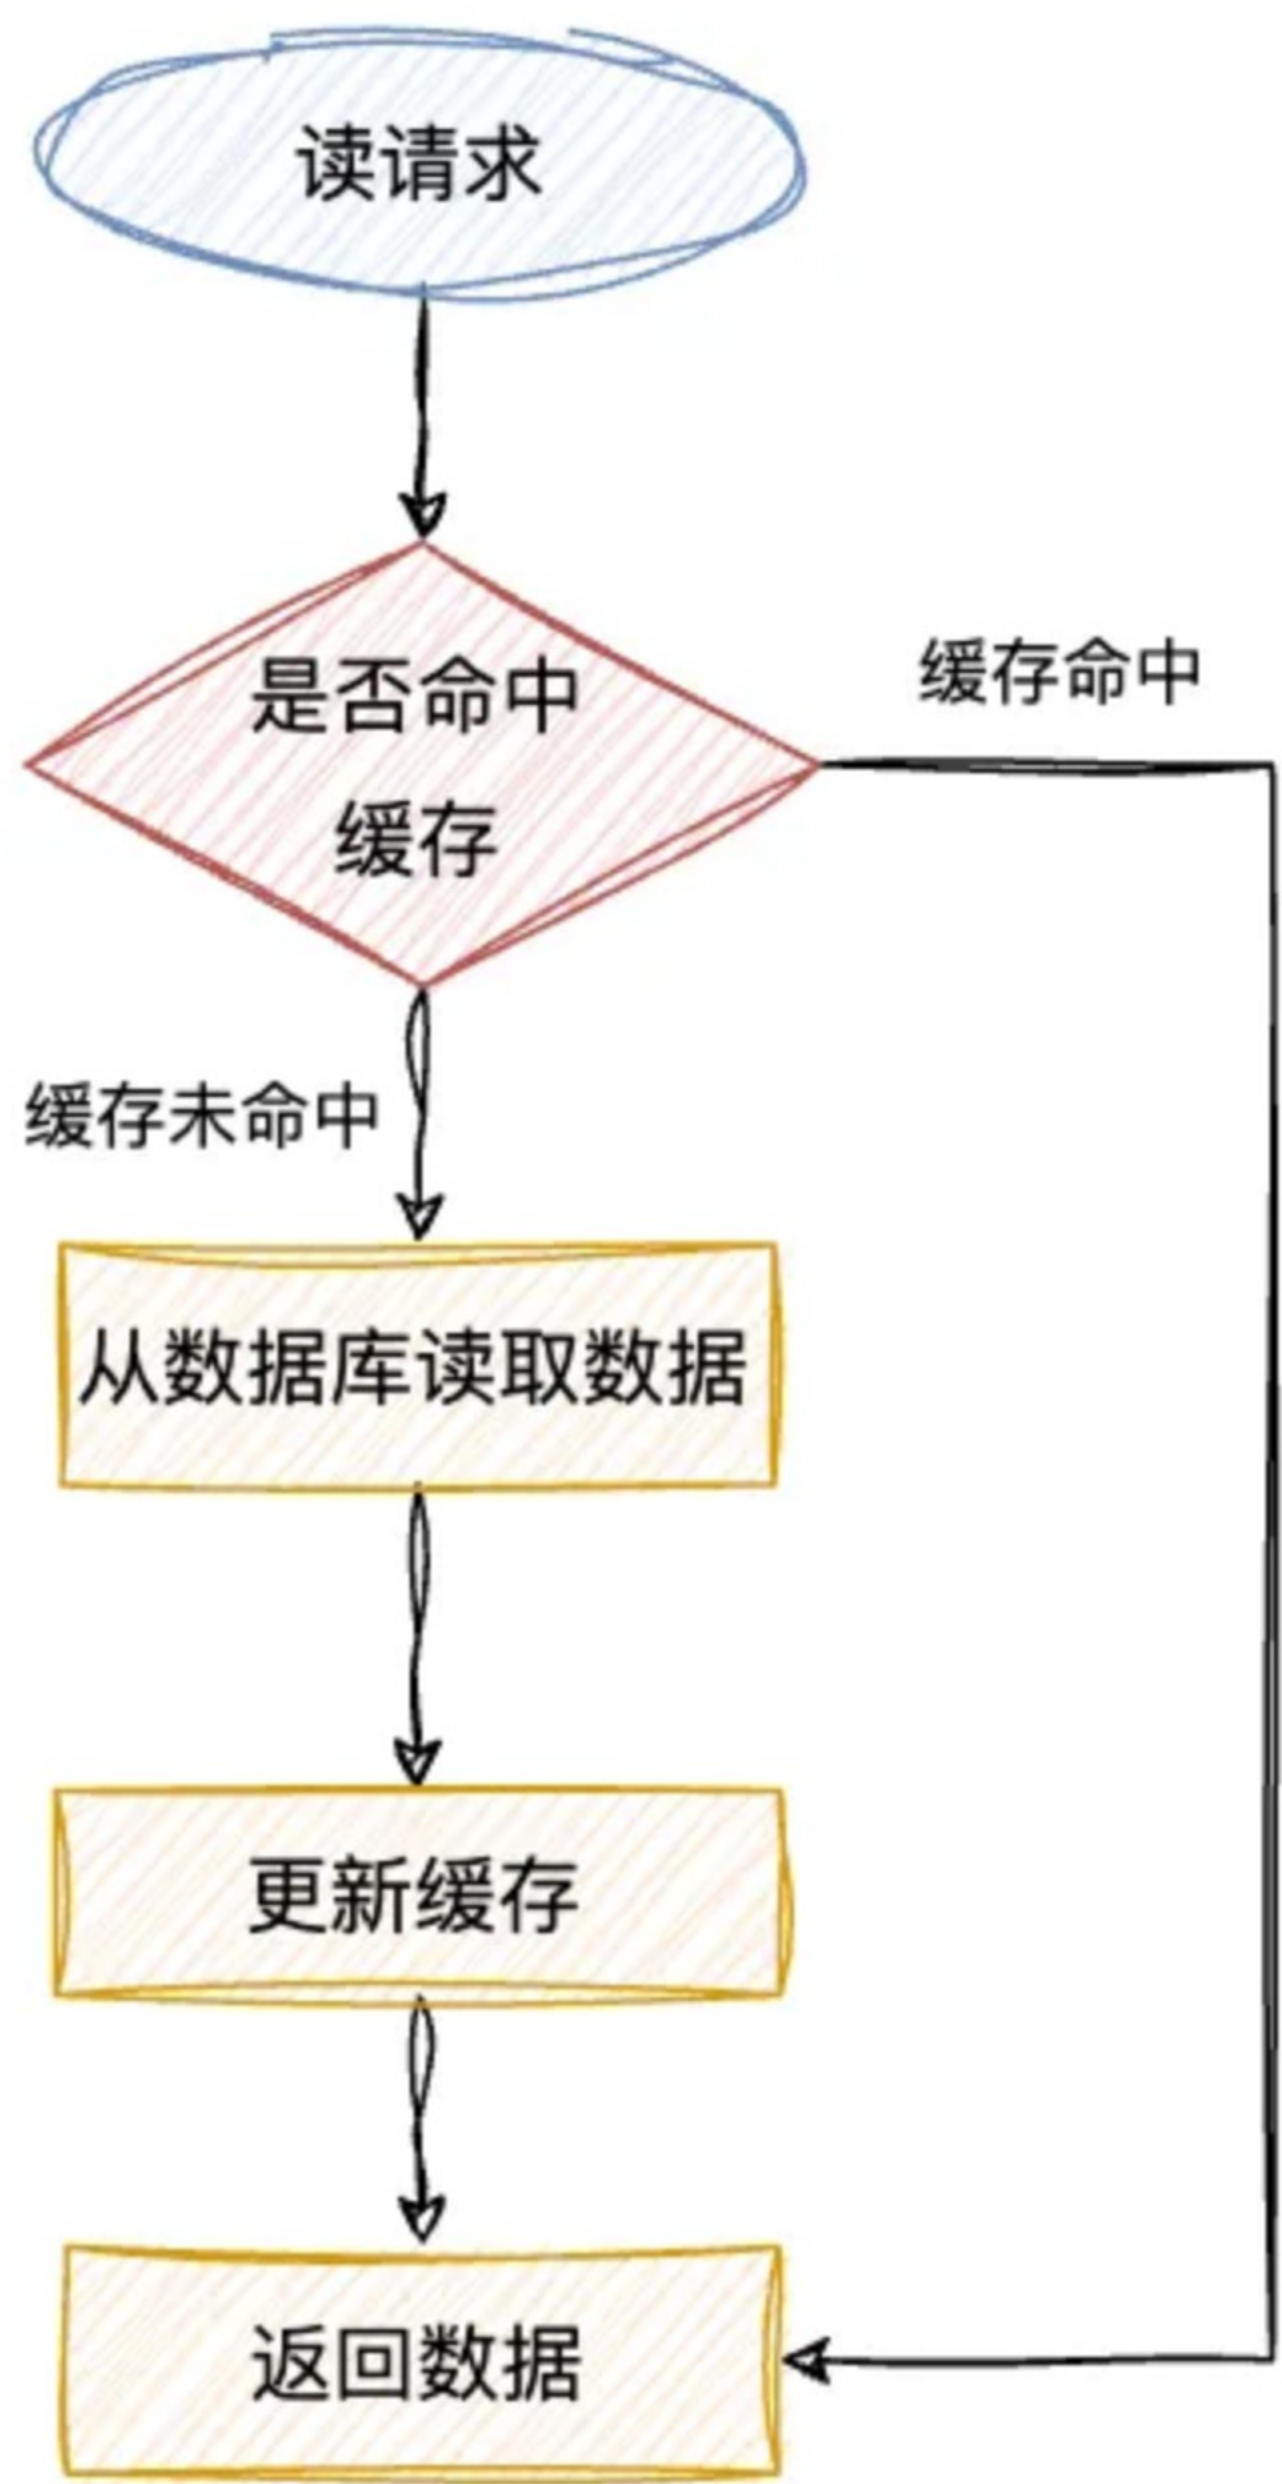 读请求
是否命中
缓存
缓存命中
缓存未命中
从数据库读取数据
更新缓存
返回数据